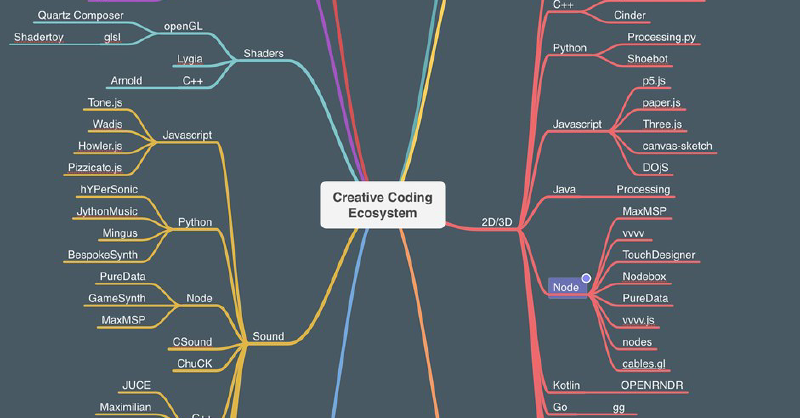 Quartz Composer
openGL
Shadertoy
glsl
Shaders
Lygia
Arnold
C++
Tone.js
Wadjs
Javascript
Howler.js
Pizzicato.js
hYPerSonic
JythonMusic
Python
Mingus
BespokeSynth
PureData
GameSynth
Node
MaxMSP
Sound
CSound
ChuCK
JUCE
Maximilian
C++
Creative Coding
Ecosystem
2D/3D
C++
Cinder
Python
Processing.py
Shoebot
p5.js
paper.js
Javascript
Three.js
canvas-sketch
DOjS
Java
Processing
MaxMSP
vvvv
TouchDesigner
Node
Nodebox
PureData
vvvv.js
nodes
cables.gl
Kotlin
OPENRNDR
Go
gg